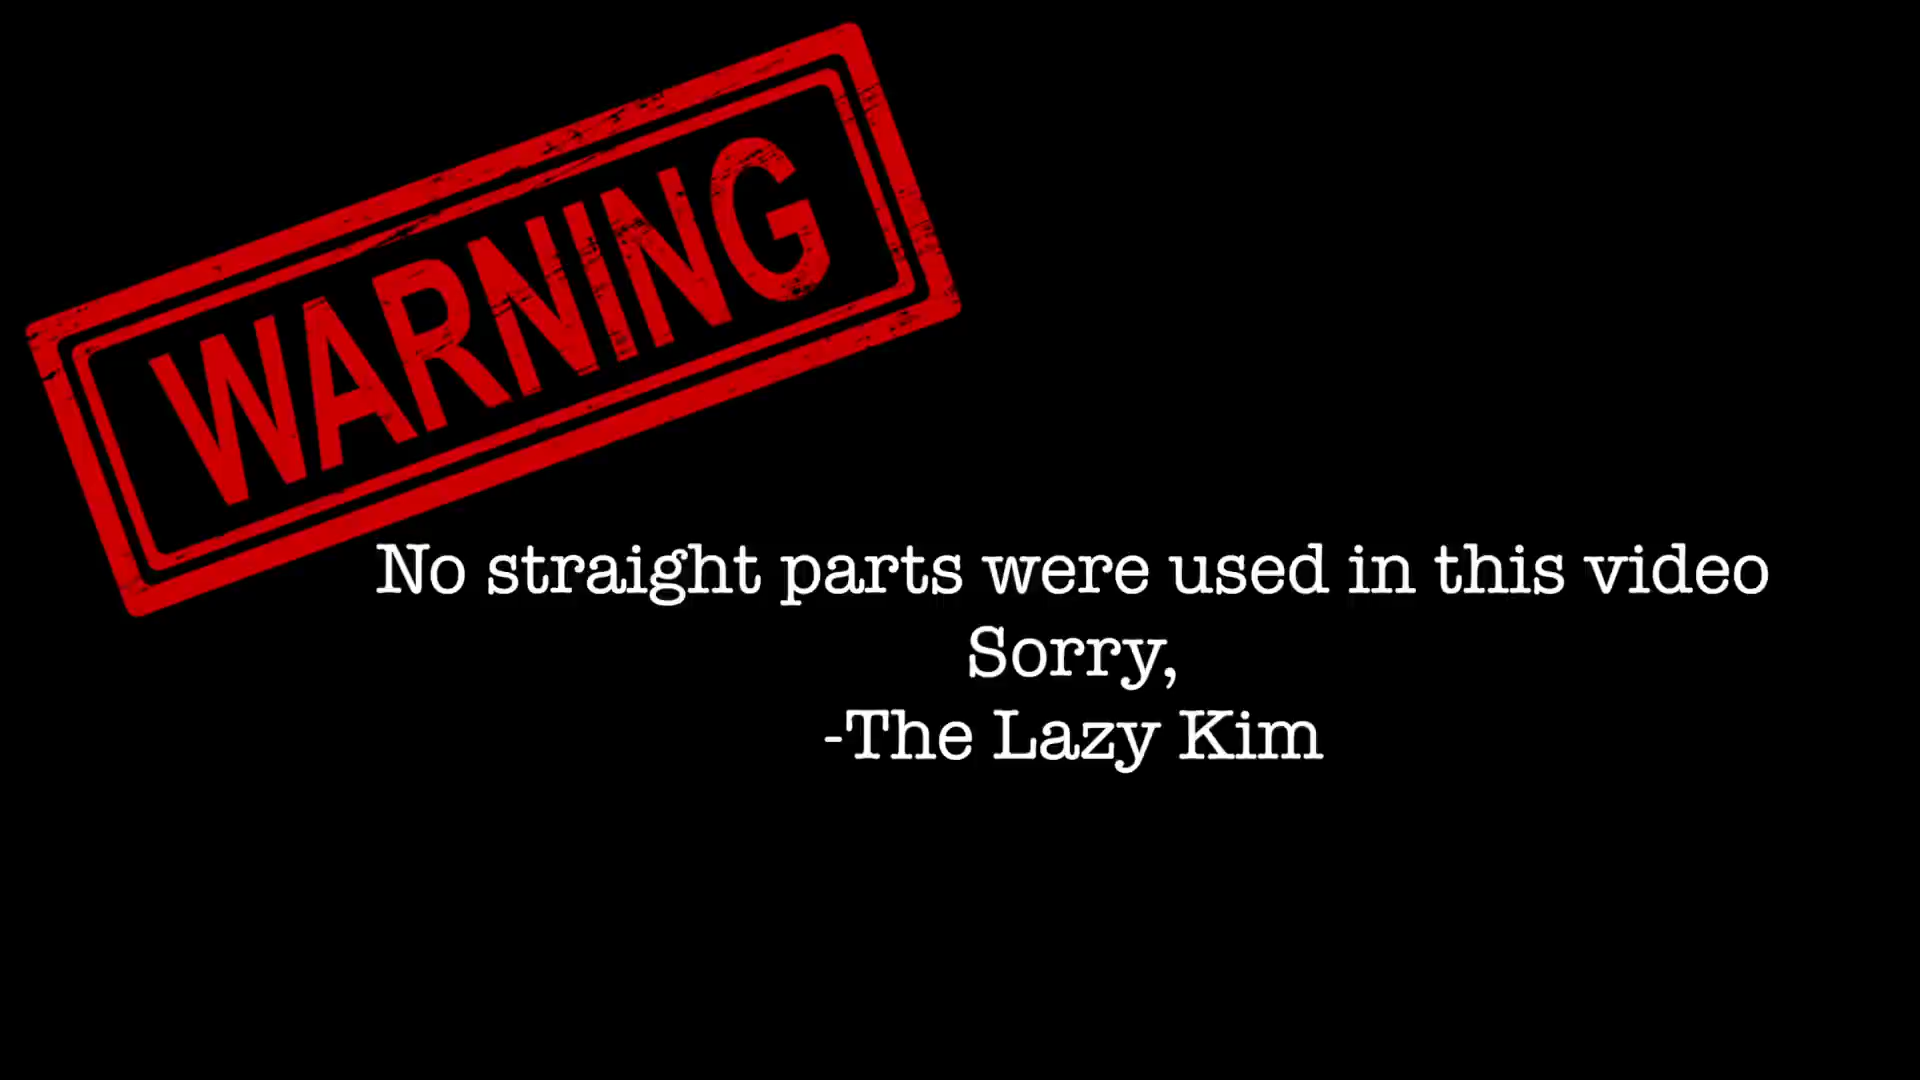 WARNING
No straight parts were used in this video
Sorry,
-The Lazy Kim